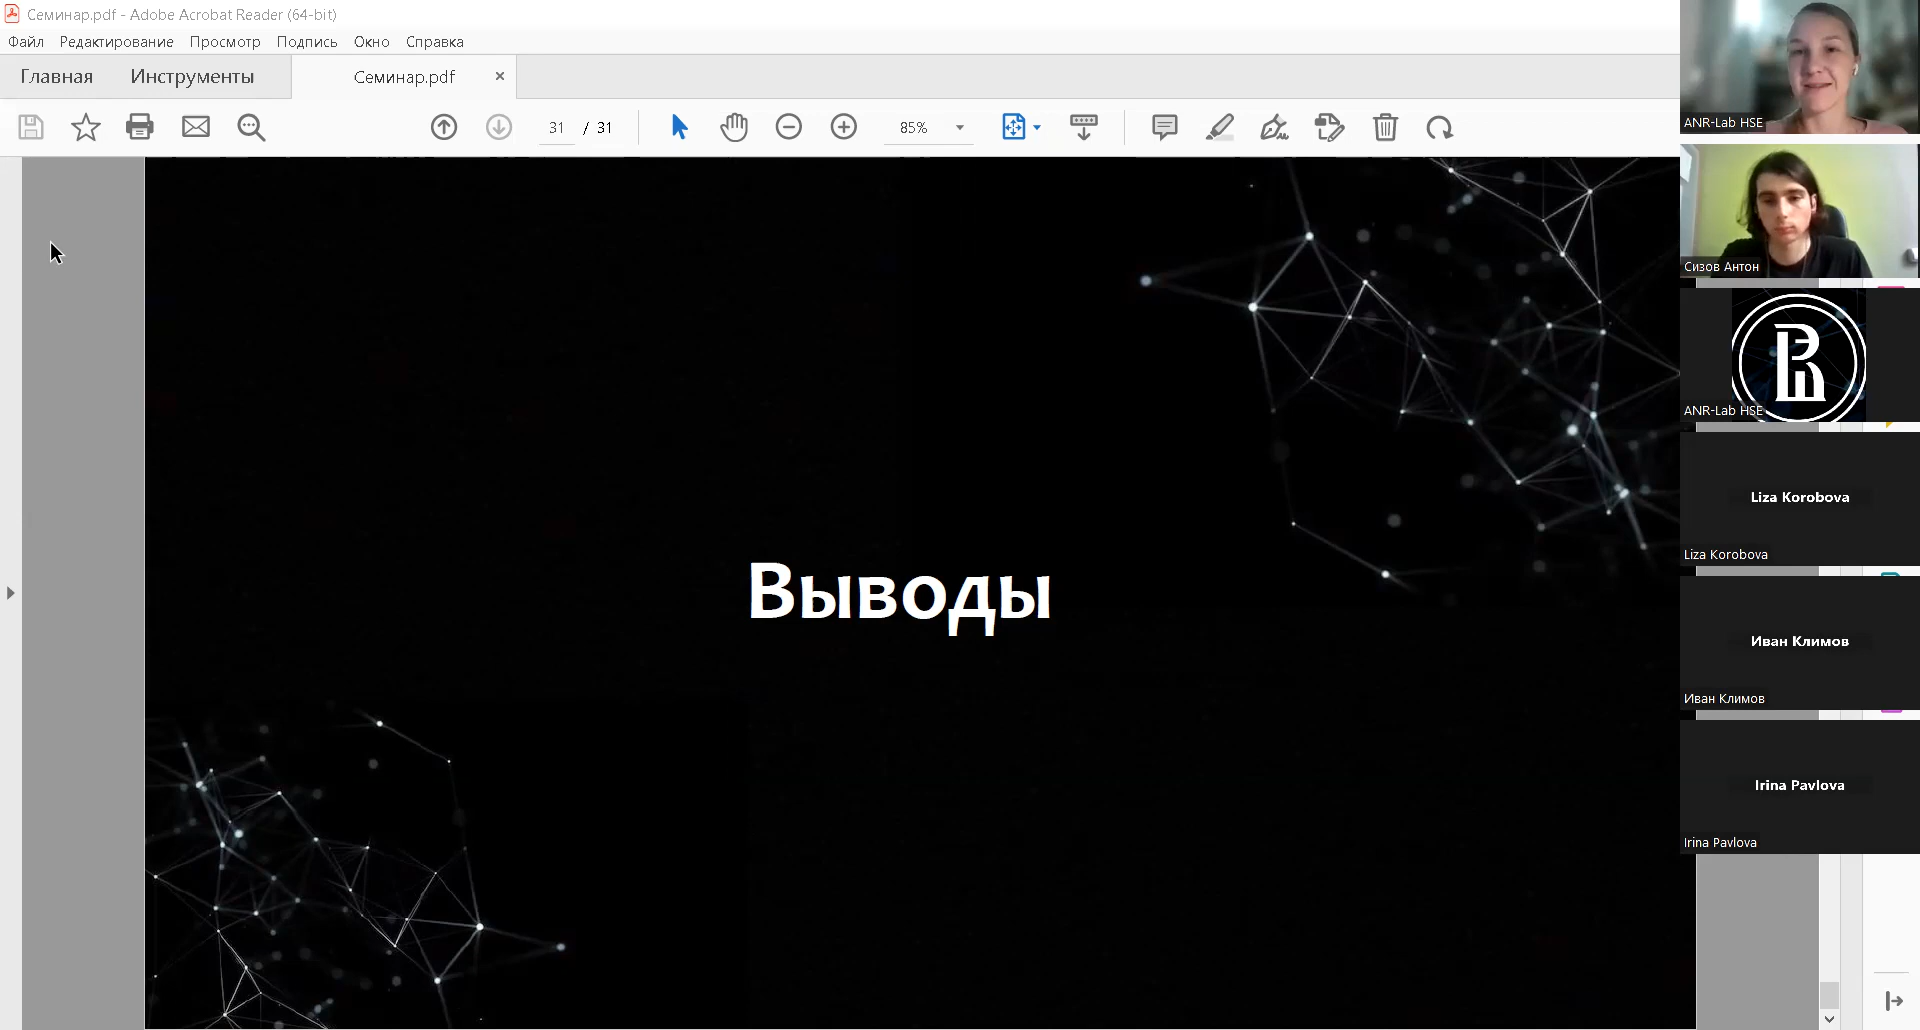 Семинар.pdf - Adobe Acrobat Reader (64-bit)
Файл Редактирование Просмотр Подпись Окно Справка
Главная Инструменты Семинар.pdf
31 / 31 85%
Выводы
ANR-Lab HSE
Сизов Антон
ANR-Lab HSE
Liza Korobova
Liza Korobova
Иван Климов
Иван Климов
Irina Pavlova
Irina Pavlova